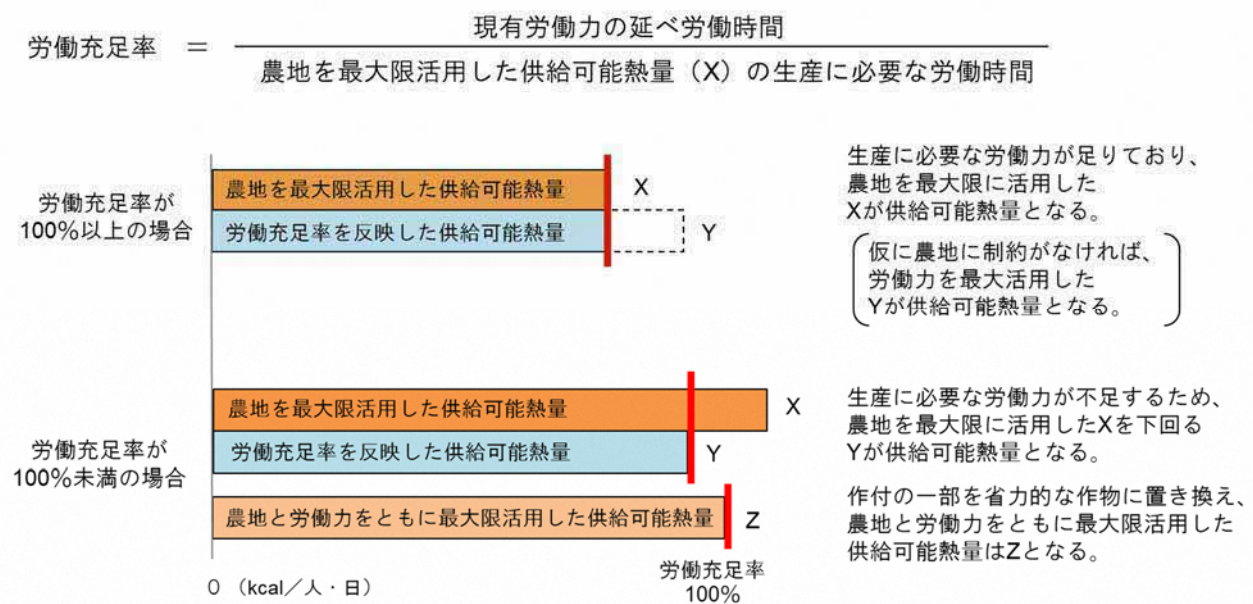 労働充足率 =
現有労働力の延べ労働時間
農地を最大限活用した供給可能熱量（X）の生産に必要な労働時間
労働充足率が
100%以上の場合
農地を最大限活用した供給可能熱量
X
労働充足率を反映した供給可能熱量
Y
生産に必要な労働力が足りており、
農地を最大限に活用した
Xが供給可能熱量となる。
仮に農地に制約がなければ、
労働力を最大活用した
Yが供給可能熱量となる。
労働充足率が
100%未満の場合
農地を最大限活用した供給可能熱量
X
労働充足率を反映した供給可能熱量
Y
農地と労働力をともに最大限活用した供給可能熱量
Z
生産に必要な労働力が不足するため、
農地を最大限に活用したXを下回る
Yが供給可能熱量となる。
作付の一部を省力的な作物に置き換え、
農地と労働力をともに最大限活用した
供給可能熱量はZとなる。
0 （kcal／人・日）
労働充足率
100%